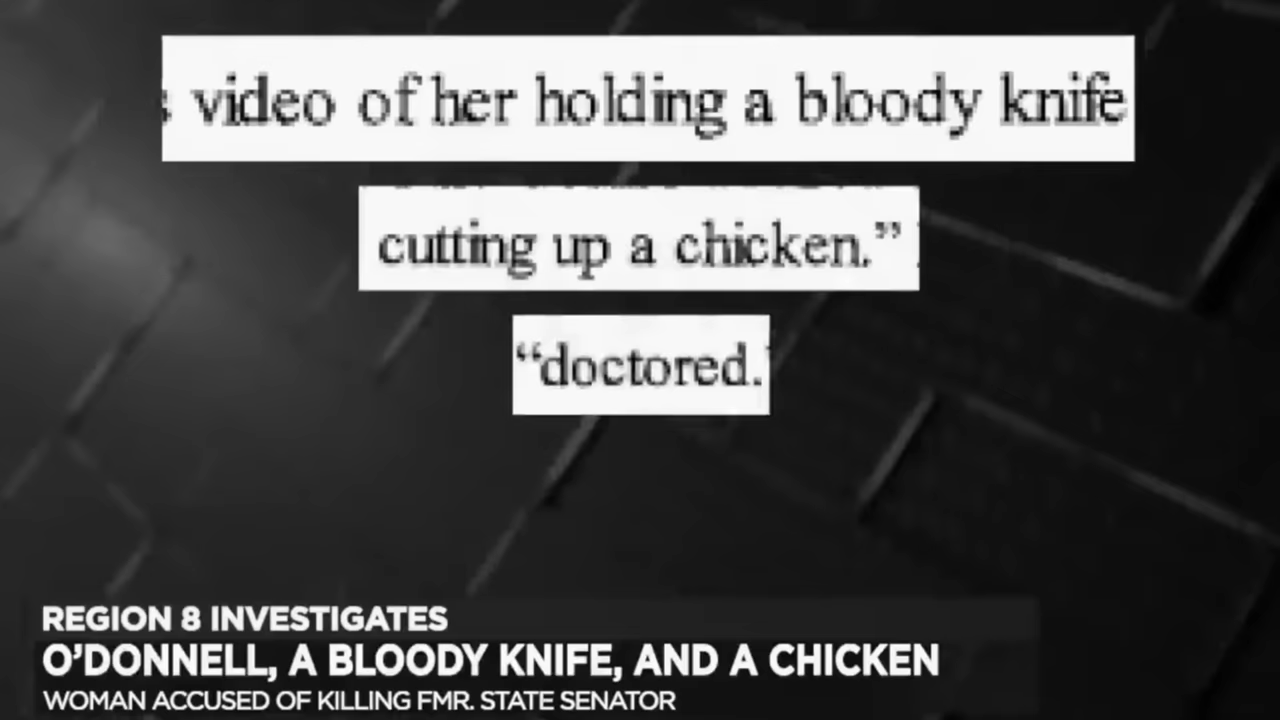 video of her holding a bloody knife
cutting up a chicken.”
“doctored.
REGION 8 INVESTIGATES
O’DONNELL, A BLOODY KNIFE, AND A CHICKEN
WOMAN ACCUSED OF KILLING FMR. STATE SENATOR